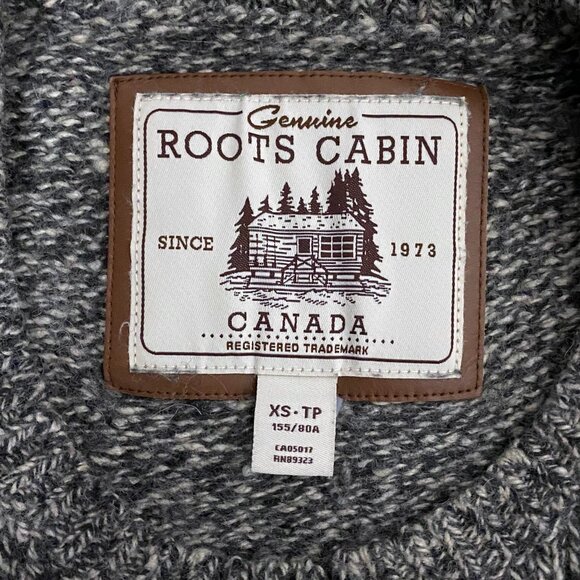 Genuine
ROOTS CABIN
SINCE 1973
CANADA
REGISTERED TRADEMARK
XS•TP
155/80A
CA05017
RN89323